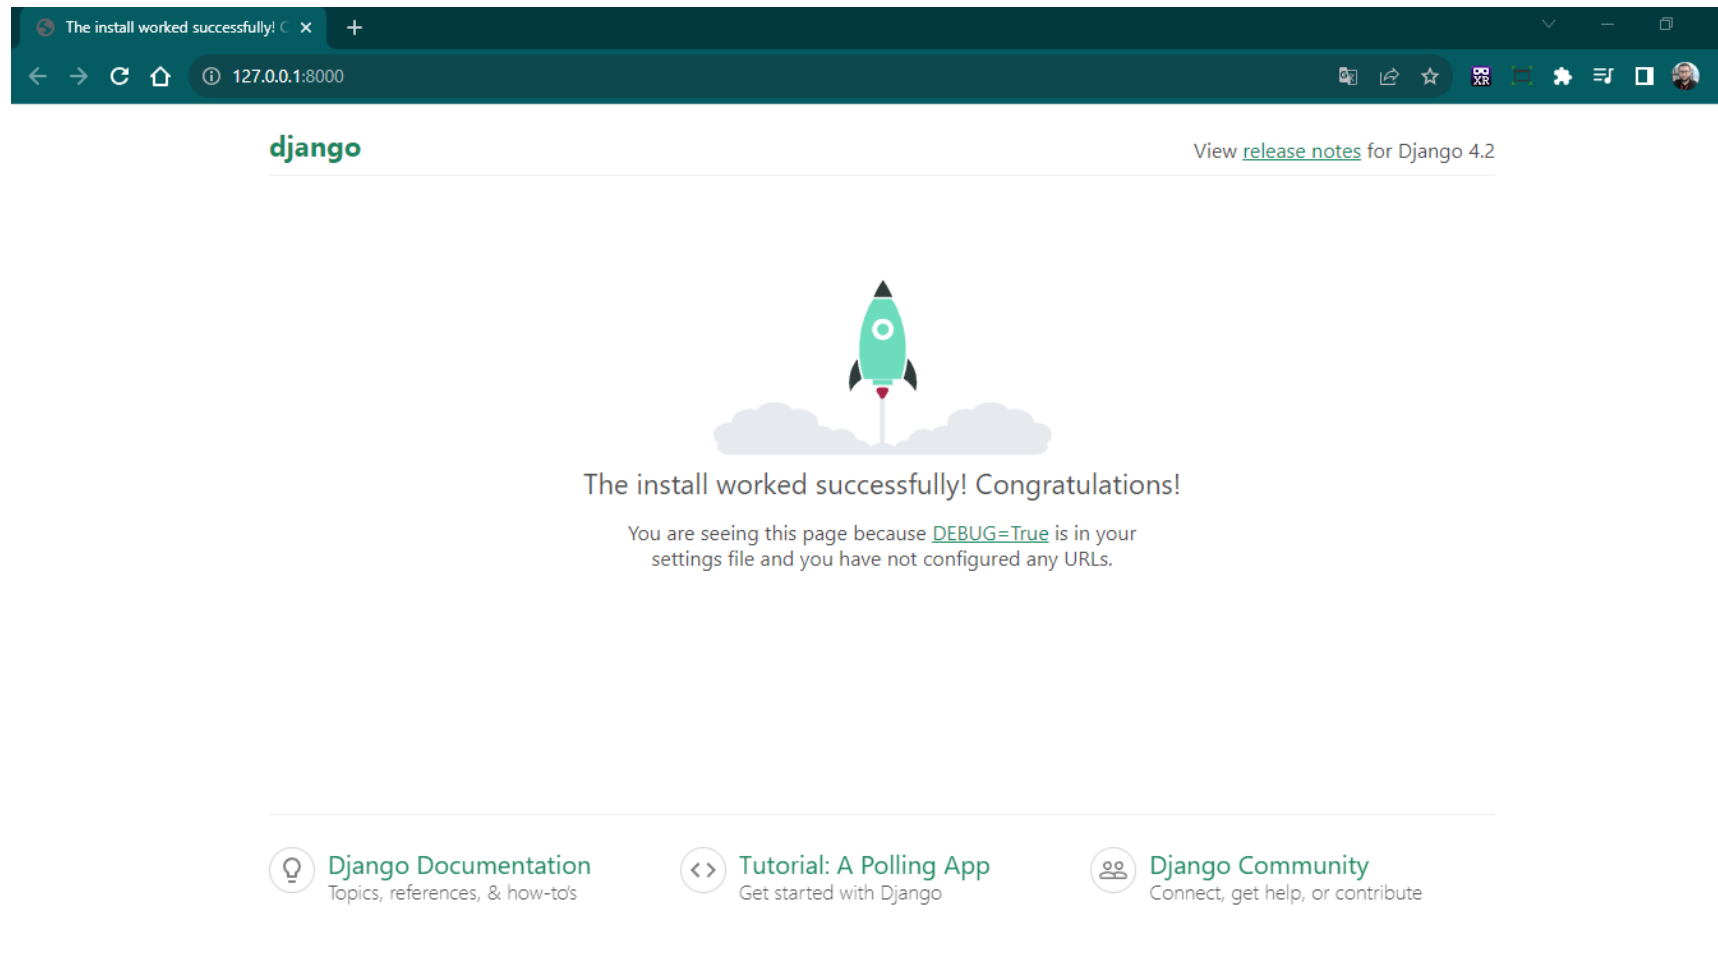 The install worked successfully! C
127.0.0.1:8000
XR
django
View release notes for Django 4.2
The install worked successfully! Congratulations!
You are seeing this page because DEBUG=True is in your
settings file and you have not configured any URLs.
Django Documentation
Topics, references, & how-to's
Tutorial: A Polling App
Get started with Django
Django Community
Connect, get help, or contribute